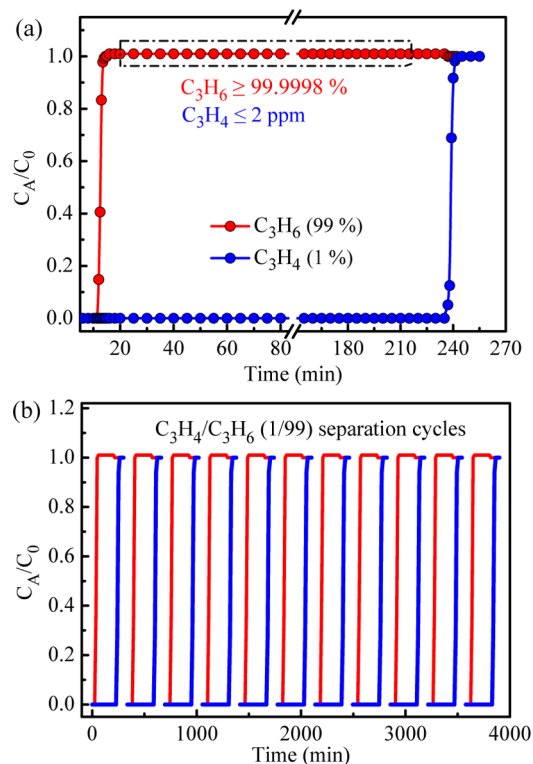 (a)
1.0
0.8
0.6
0.4
0.2
0.0
C_A/C_0
C₃H₆ ≥ 99.9998 %
C₃H₄ ≤ 2 ppm
C₃H₆ (99 %)
C₃H₄ (1 %)
20 40 60 80 180 210 240 270
Time (min)
(b)
1.2
1.0
0.8
0.6
0.4
0.2
0.0
C_A/C_0
C₃H₄/C₃H₆ (1/99) separation cycles
0 1000 2000 3000 4000
Time (min)